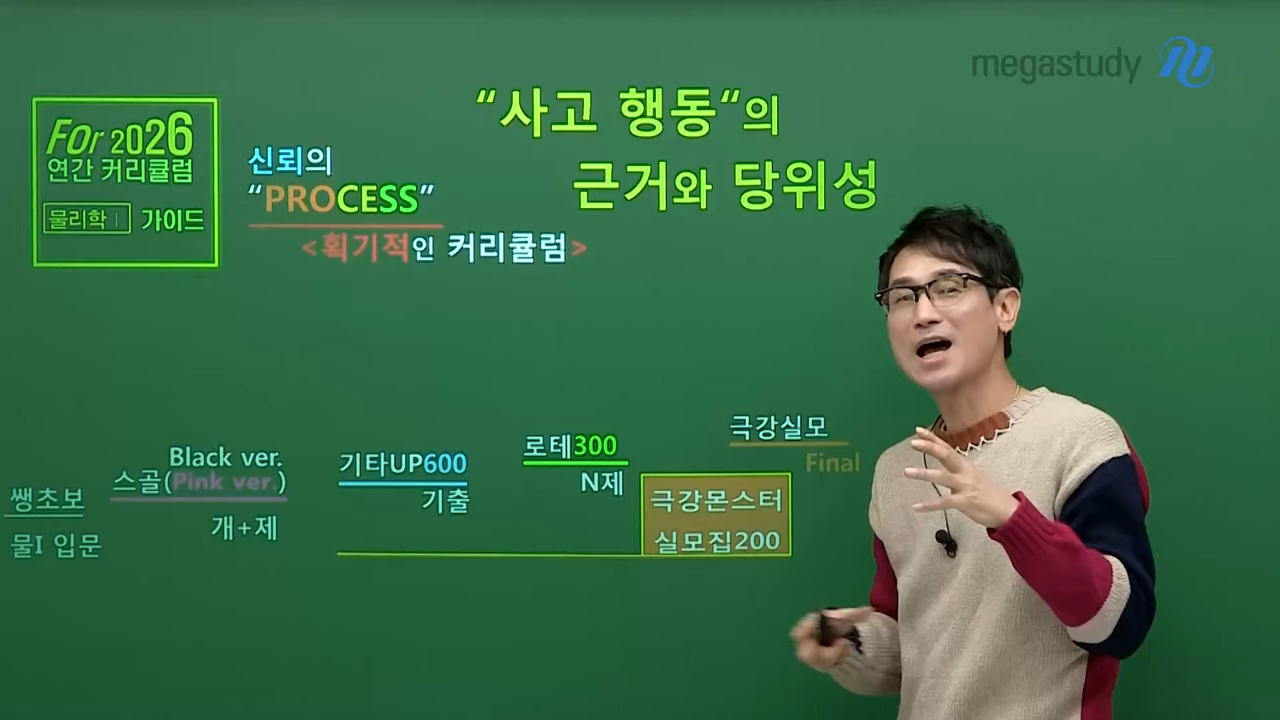 megastudy
For 2026
연간 커리큘럼
물리학Ⅰ 가이드
신뢰의
“PROCESS”
<획기적인 커리큘럼>
“사고 행동“의
근거와 당위성
쌩초보
물I 입문
Black ver.
스골(Pink ver.)
개+제
기타UP600
기출
로테300
N제
극강몬스터
실모집200
극강실모
Final